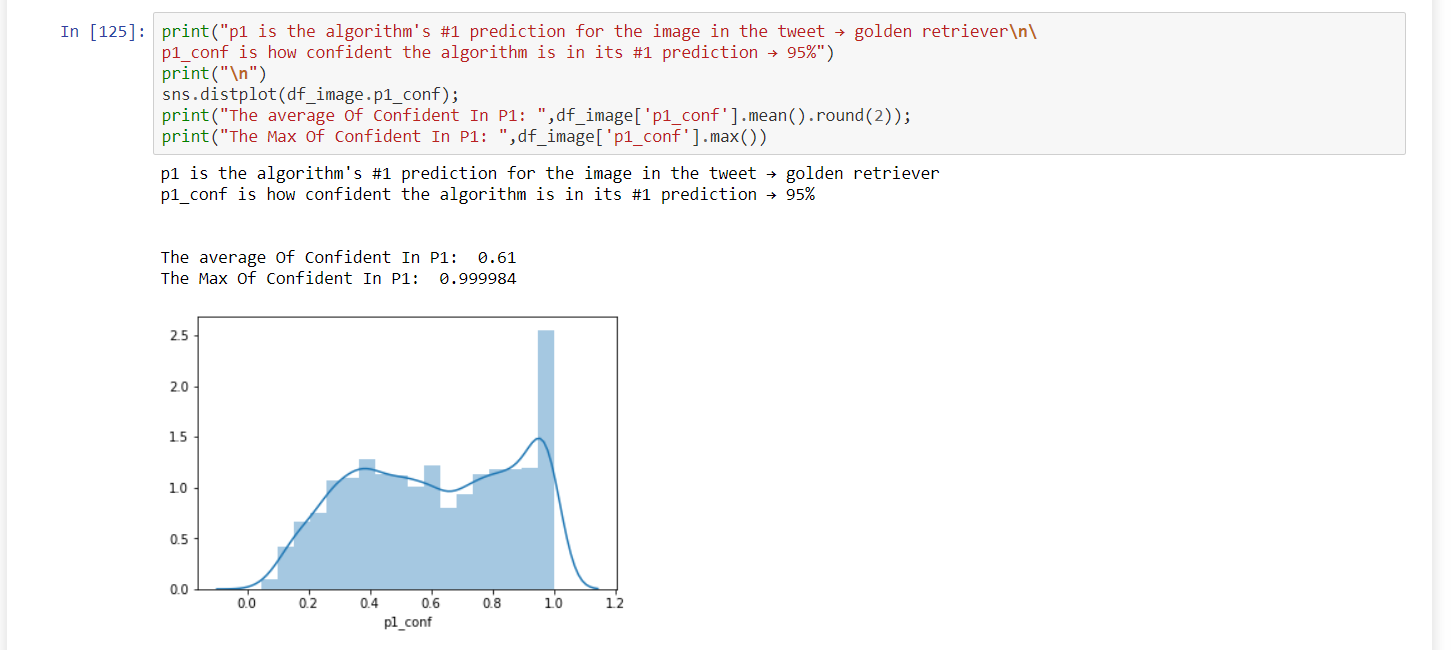 In [125]: print("p1 is the algorithm's #1 prediction for the image in the tweet → golden retriever\n\
p1_conf is how confident the algorithm is in its #1 prediction → 95%")
print("\n")
sns.distplot(df_image.p1_conf);
print("The average Of Confident In P1: ",df_image['p1_conf'].mean().round(2));
print("The Max Of Confident In P1: ",df_image['p1_conf'].max())
p1 is the algorithm's #1 prediction for the image in the tweet → golden retriever
p1_conf is how confident the algorithm is in its #1 prediction → 95%
The average Of Confident In P1:  0.61
The Max Of Confident In P1:  0.999984
2.5
2.0
1.5
1.0
0.5
0.0
0.0 0.2 0.4 0.6 0.8 1.0 1.2
p1_conf